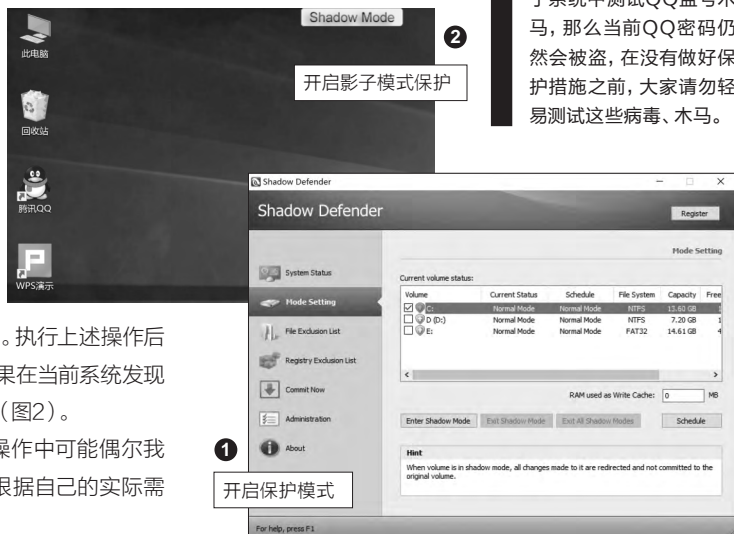 Shadow Mode
此电脑
回收站
腾讯QQ
WPS演示
2
开启影子模式保护
马,那么当前QQ密码仍
然会被盗,在没有做好保
护措施之前,大家请勿轻
易测试这些病毒、木马。
。执行上述操作后
果在当前系统发现
(图2)。
操作中可能偶尔我
根据自己的实际需
1
开启保护模式
Shadow Defender
Shadow Defender
Register
Mode Setting
System Status
Mode Setting
File Exclusion List
Registry Exclusion List
Commit Now
Administration
About
Current volume status:
Volume Current Status Schedule File System Capacity Free
C: Normal Mode Normal Mode NTFS 13.60 GB 1
D (D:) Normal Mode Normal Mode NTFS 7.20 GB 1
E: Normal Mode Normal Mode FAT32 14.61 GB 4
RAM used as Write Cache: 0 MB
Enter Shadow Mode Exit Shadow Mode Exit All Shadow Modes Schedule
Hint
When volume is in shadow mode, all changes made to it are redirected and not committed to the
original volume.
For help, press F1